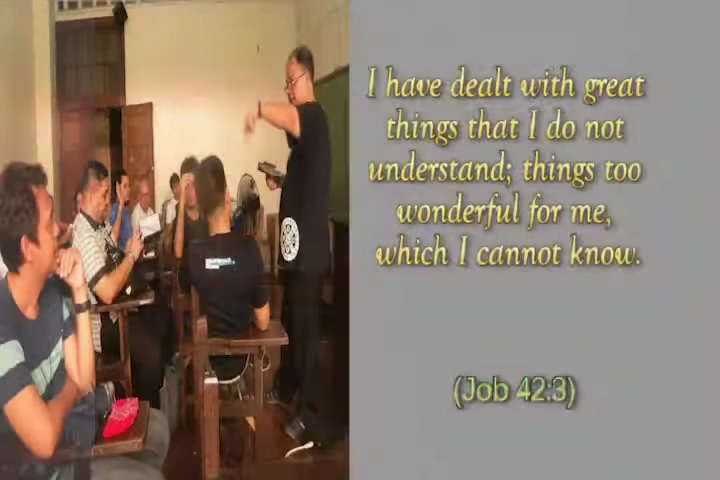 I have dealt with great
things that I do not
understand; things too
wonderful for me,
which I cannot know.
(Job 42:3)